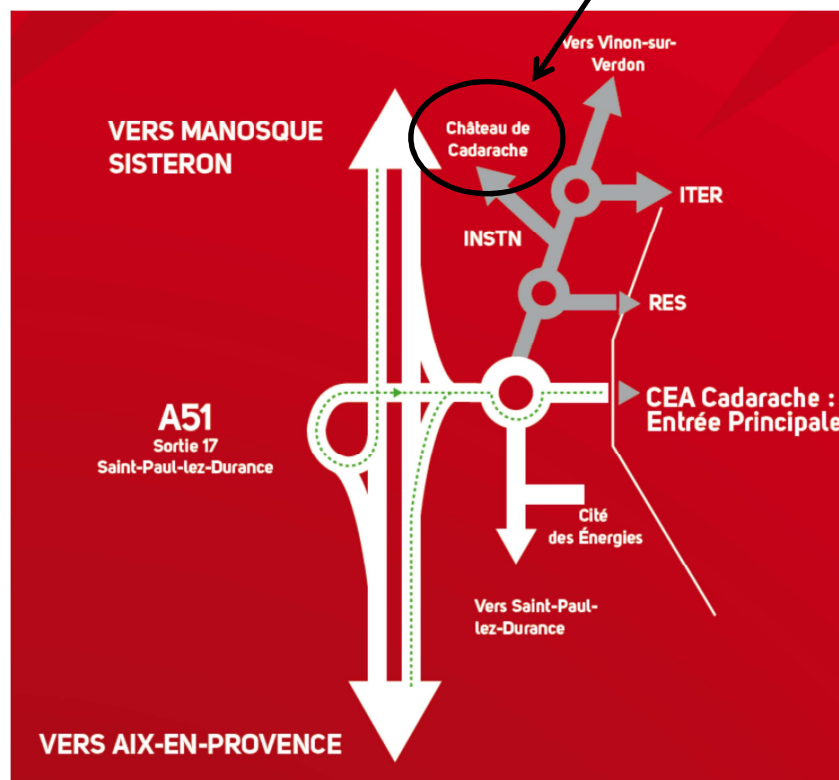 Vers Vinon-sur-
Verdon
VERS MANOSQUE
SISTERON
Château de
Cadarache
ITER
INSTN
RES
A51
Sortie 17
Saint-Paul-lez-Durance
CEA Cadarache :
Entrée Principale
Cité
des Énergies
Vers Saint-Paul-
lez-Durance
VERS AIX-EN-PROVENCE